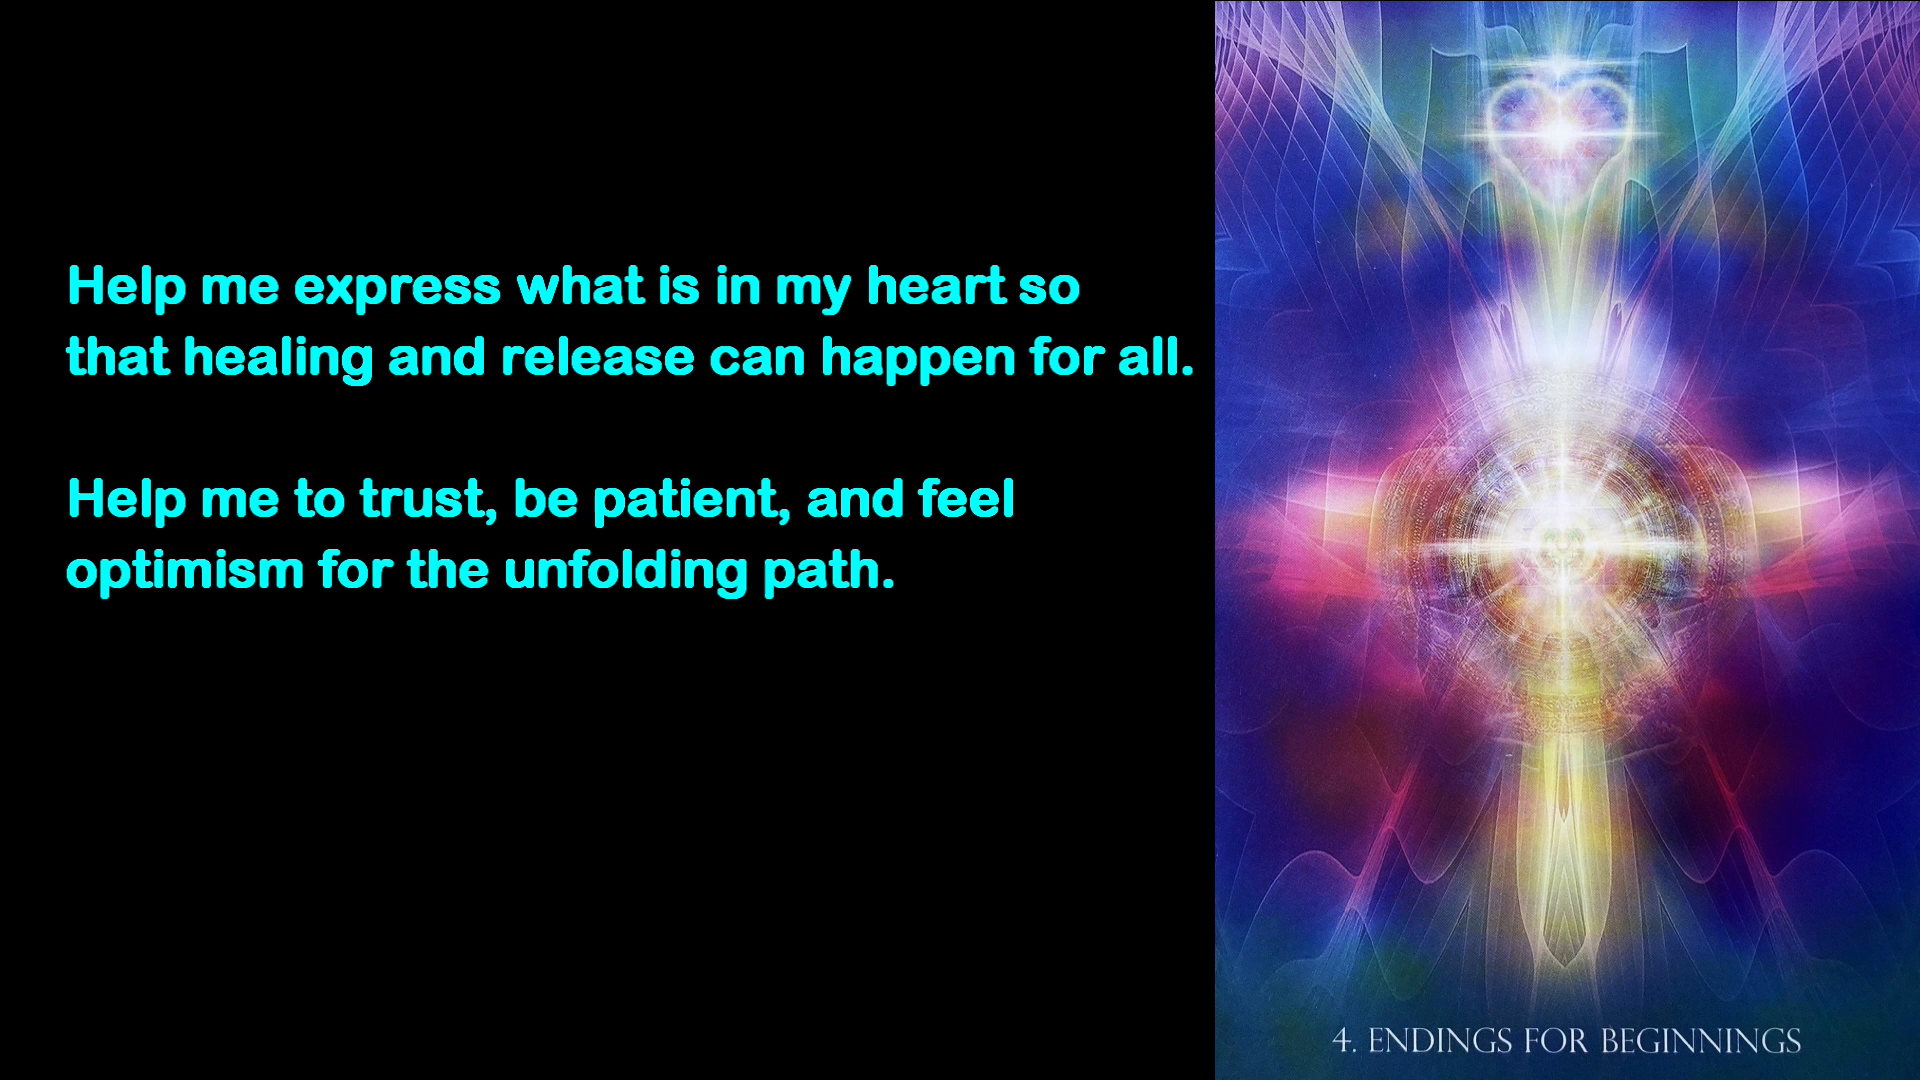 Help me express what is in my heart so
that healing and release can happen for all.
Help me to trust, be patient, and feel
optimism for the unfolding path.
4. ENDINGS FOR BEGINNINGS